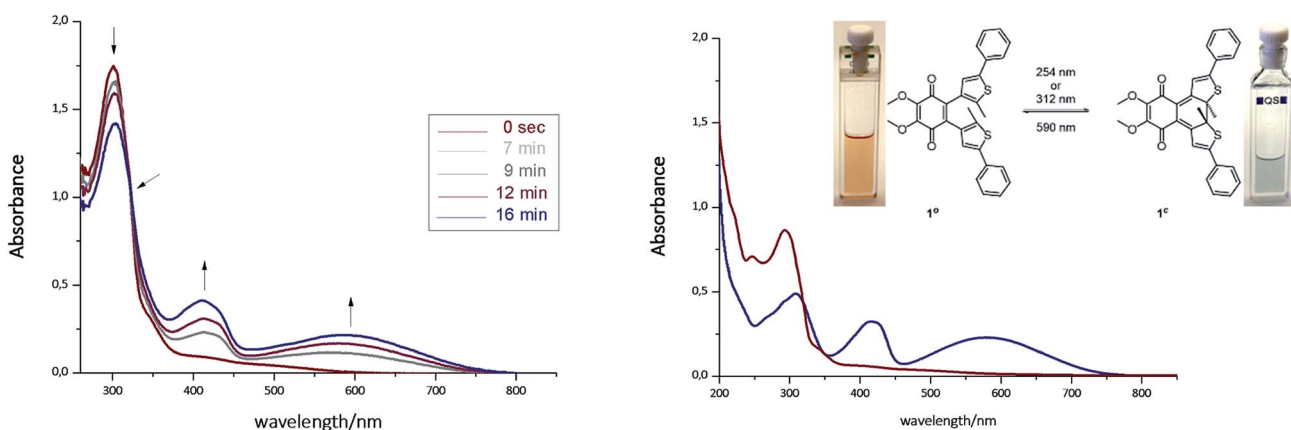 2,0
1,5
1,0
0,5
0,0
Absorbance
300
400
500
600
700
800
wavelength/nm
0 sec
7 min
9 min
12 min
16 min
2,0
1,5
1,0
0,5
0,0
Absorbance
200
250
300
350
400
500
600
700
800
wavelength/nm
O
O
O
O
S
S
1ᵒ
254 nm
or
312 nm
590 nm
O
O
O
O
S
S
1ᶜ
QS